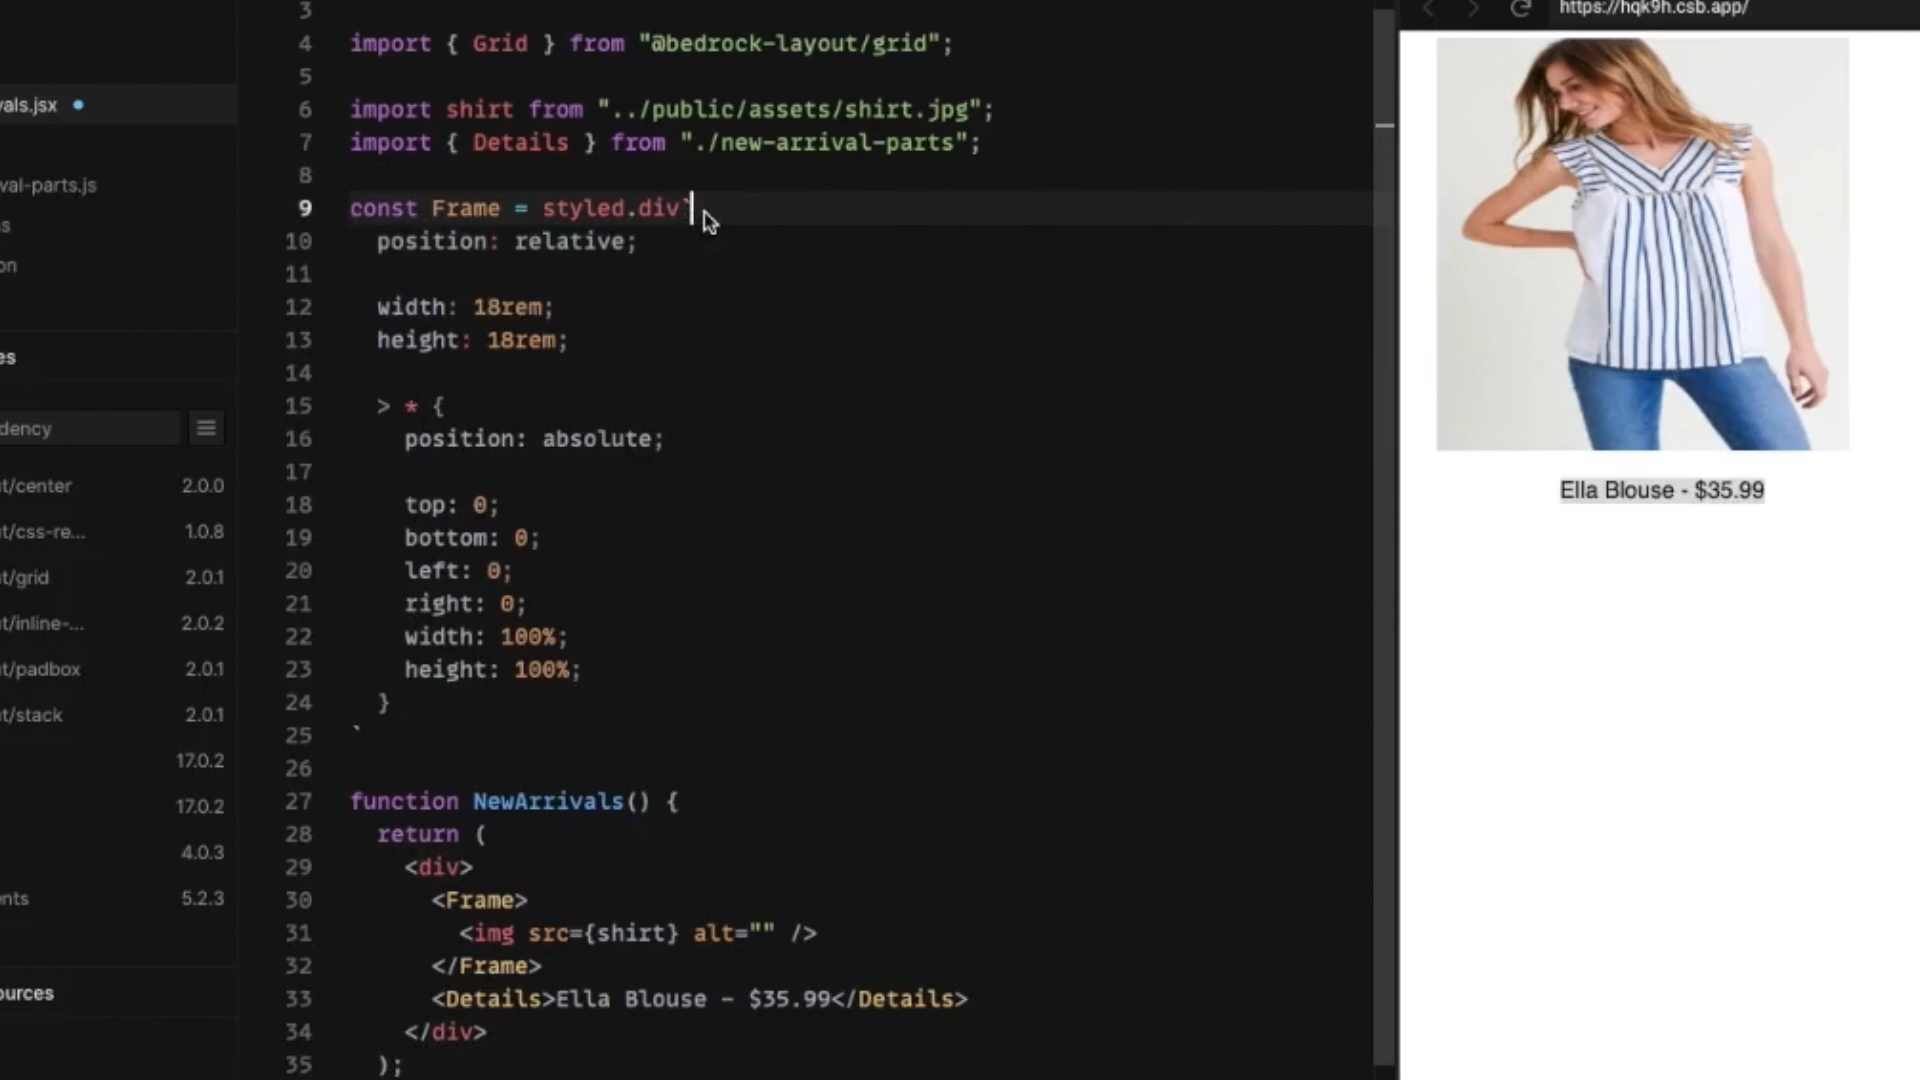 https://hqk9h.csb.app/
3
4 import { Grid } from "@bedrock-layout/grid";
5
6 import shirt from "../public/assets/shirt.jpg";
7 import { Details } from "./new-arrival-parts";
8
9 const Frame = styled.div`
10 position: relative;
11
12 width: 18rem;
13 height: 18rem;
14
15 > * {
16 position: absolute;
17
18 top: 0;
19 bottom: 0;
20 left: 0;
21 right: 0;
22 width: 100%;
23 height: 100%;
24 }
25 `
26
27 function NewArrivals() {
28 return (
29 <div>
30 <Frame>
31 <img src={shirt} alt="" />
32 </Frame>
33 <Details>Ella Blouse - $35.99</Details>
34 </div>
35 );
vals.jsx
val-parts.js
s
on
es
dency
t/center 2.0.0
t/css-re... 1.0.8
t/grid 2.0.1
t/inline-... 2.0.2
t/padbox 2.0.1
t/stack 2.0.1
17.0.2
17.0.2
4.0.3
nts 5.2.3
ources
Ella Blouse - $35.99